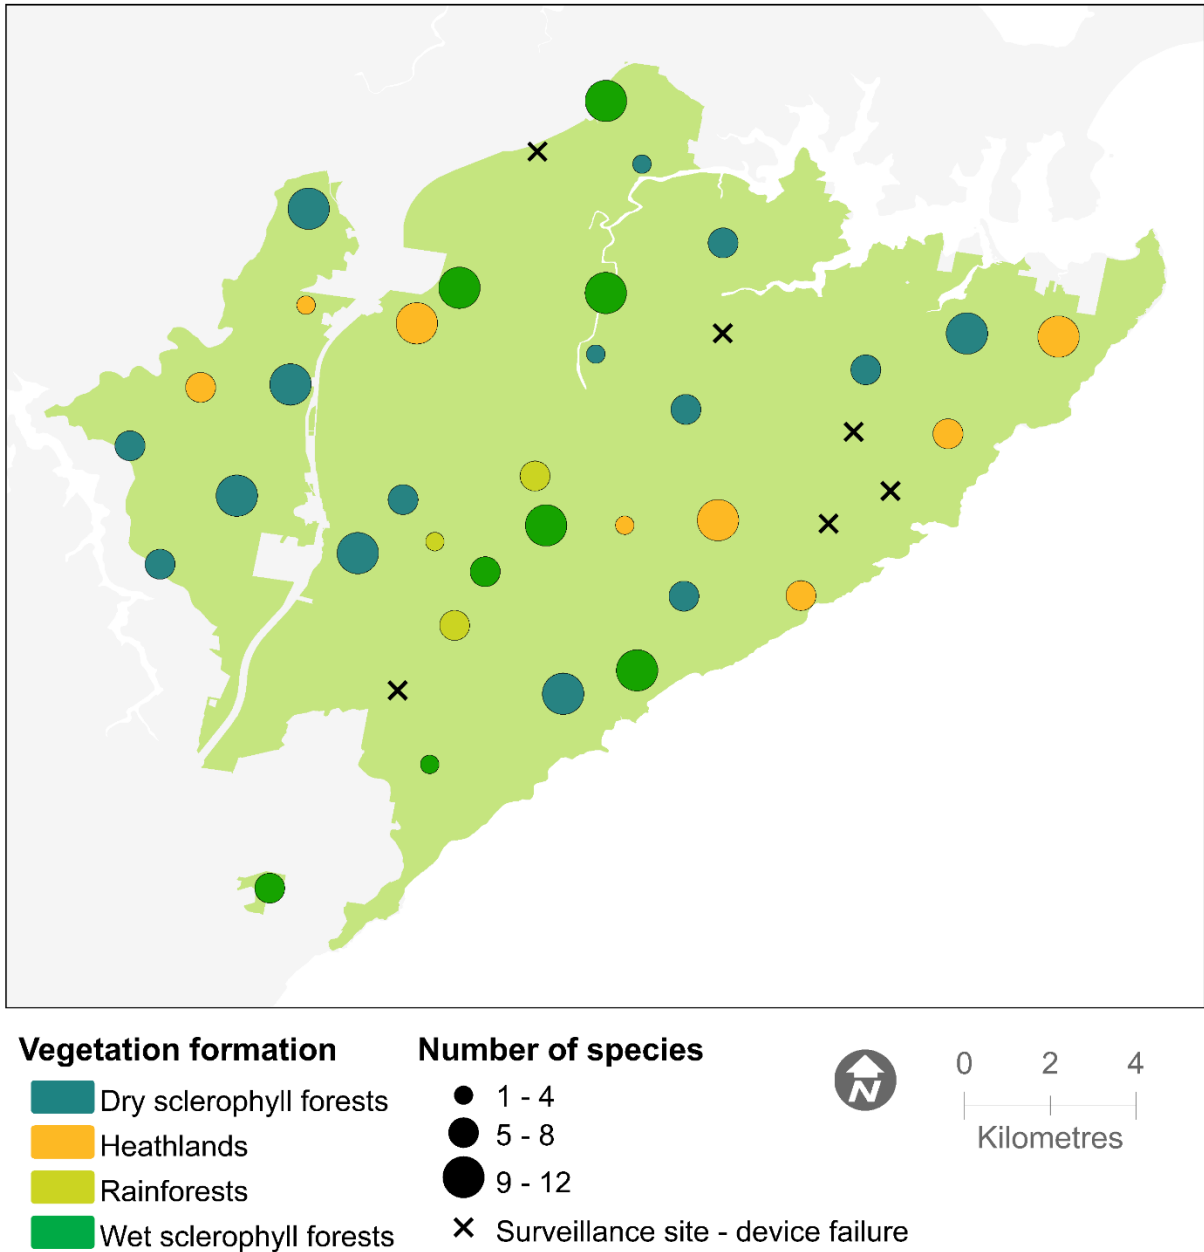 Vegetation formation
Dry sclerophyll forests
Heathlands
Rainforests
Wet sclerophyll forests
Number of species
1 - 4
5 - 8
9 - 12
Surveillance site - device failure
N
0 2 4
Kilometres